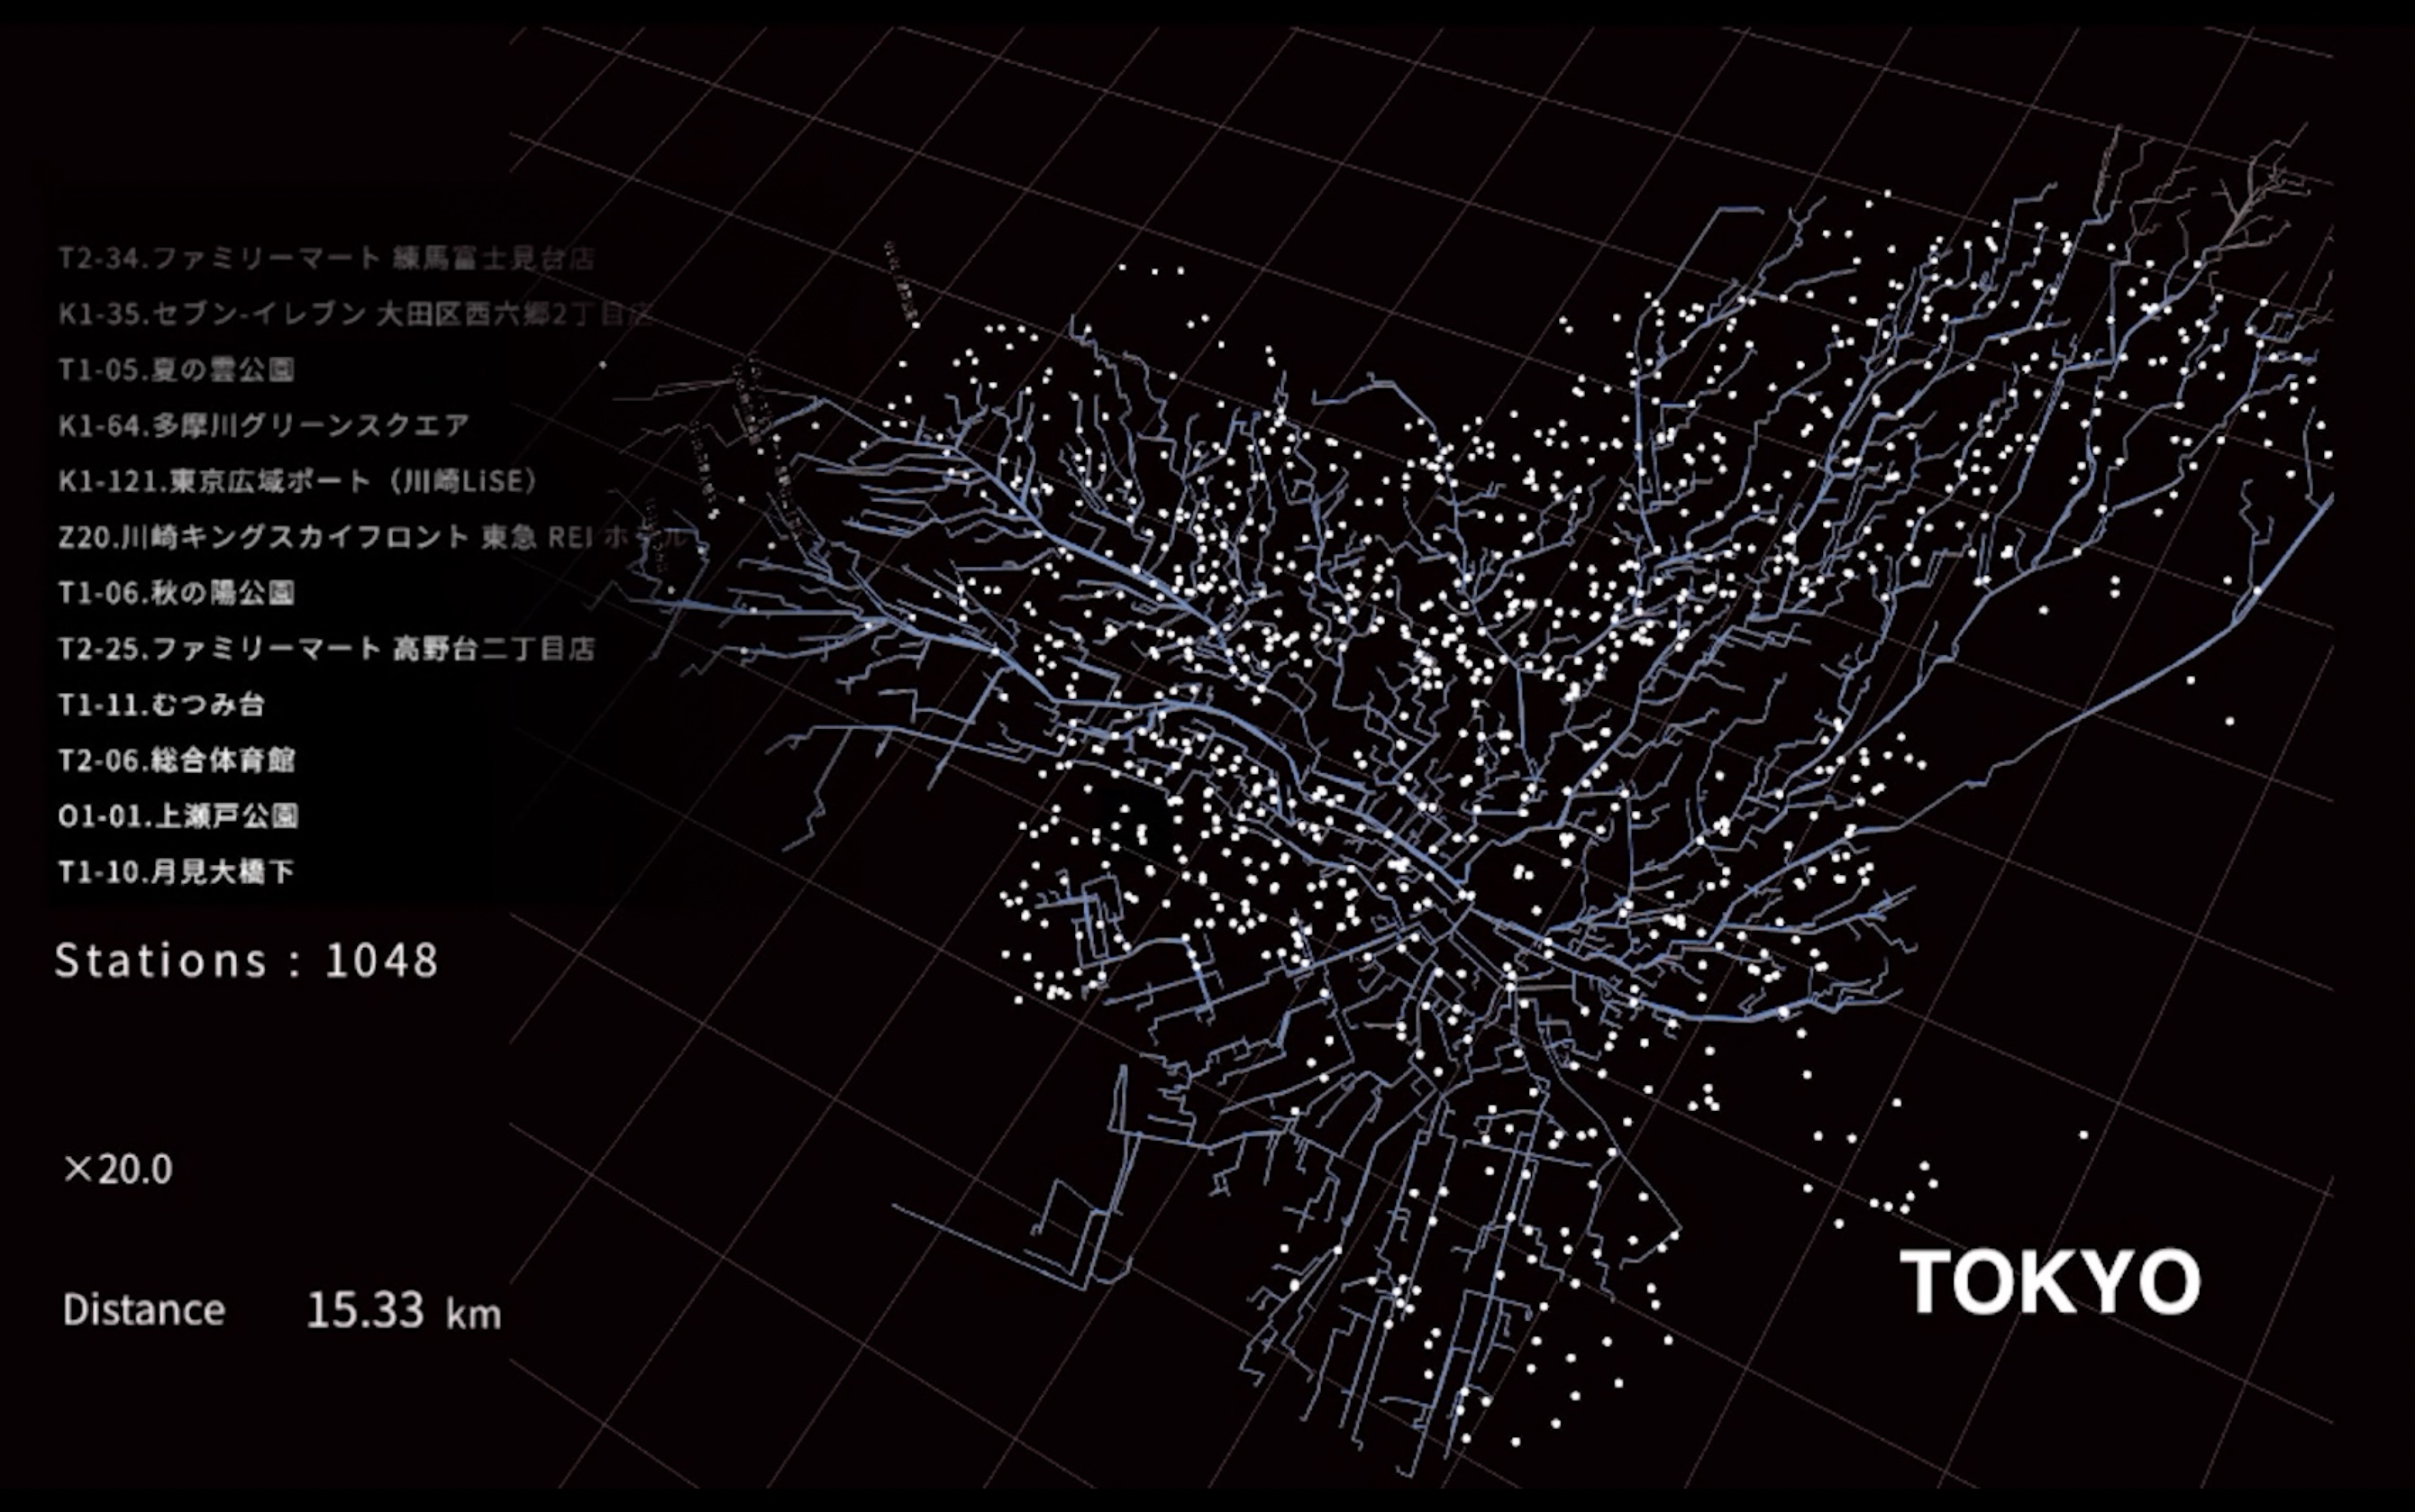 T2-34.ファミリーマート 練馬富士見台店
K1-35.セブン-イレブン 大田区西六郷2丁目店
T1-05.夏の雲公園
K1-64.多摩川グリーンスクエア
K1-121.東京広域ポート（川崎LiSE）
Z20.川崎キングスカイフロント 東急 REI ホテル
T1-06.秋の陽公園
T2-25.ファミリーマート 高野台二丁目店
T1-11.むつみ台
T2-06.総合体育館
O1-01.上瀬戸公園
T1-10.月見大橋下
Stations : 1048
×20.0
Distance 15.33 km
TOKYO